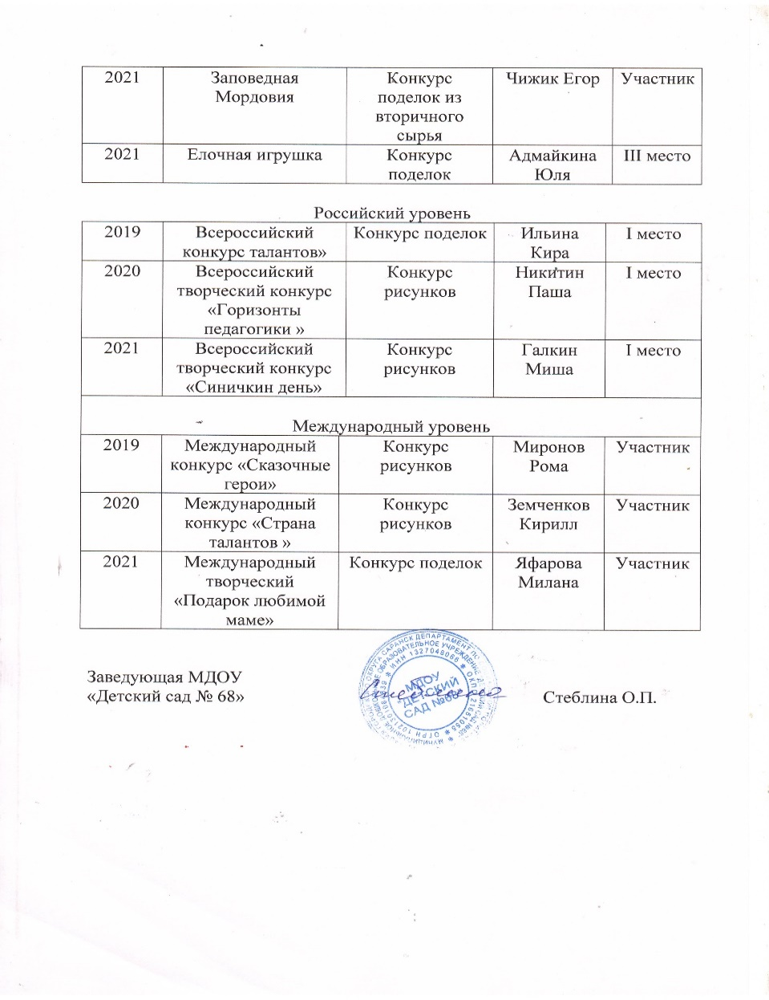 2021 Заповедная Конкурс Чижик Егор Участник
Мордовия поделок из
вторичного
сырья
2021 Елочная игрушка Конкурс Адмайкина III место
поделок Юля
Российский уровень
2019 Всероссийский Конкурс поделок Ильина I место
конкурс талантов» Кира
2020 Всероссийский Конкурс Никитин I место
творческий конкурс рисунков Паша
«Горизонты
педагогики »
2021 Всероссийский Конкурс Галкин I место
творческий конкурс рисунков Миша
«Синичкин день»
Международный уровень
2019 Международный Конкурс Миронов Участник
конкурс «Сказочные рисунков Рома
герои»
2020 Международный Конкурс Земченков Участник
конкурс «Страна рисунков Кирилл
талантов »
2021 Международный Конкурс поделок Яфарова Участник
творческий Милана
«Подарок любимой
маме»
Заведующая МДОУ
«Детский сад № 68» Стеблина О.П.
МДОУ
"ДЕТСКИЙ
САД №68"
ИНН 1327048066